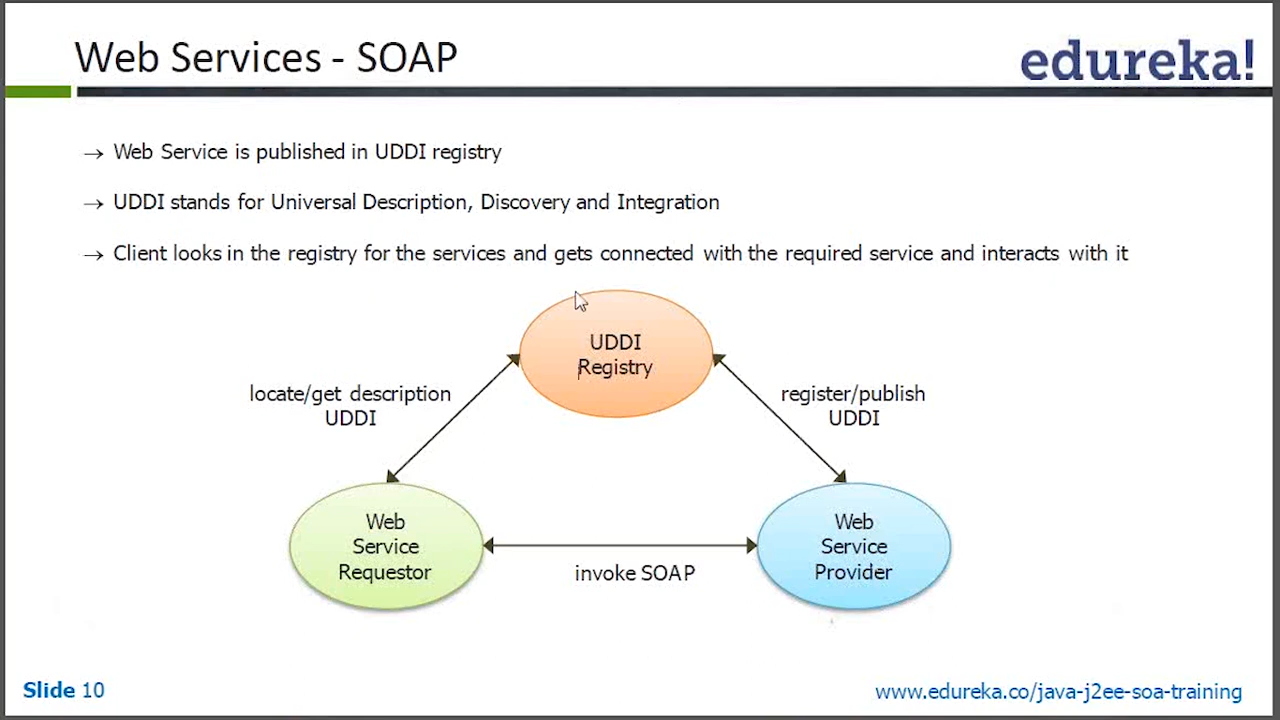 Web Services - SOAP
edureka!
→ Web Service is published in UDDI registry
→ UDDI stands for Universal Description, Discovery and Integration
→ Client looks in the registry for the services and gets connected with the required service and interacts with it
UDDI
Registry
locate/get description
UDDI
register/publish
UDDI
Web
Service
Requestor
invoke SOAP
Web
Service
Provider
Slide 10
www.edureka.co/java-j2ee-soa-training